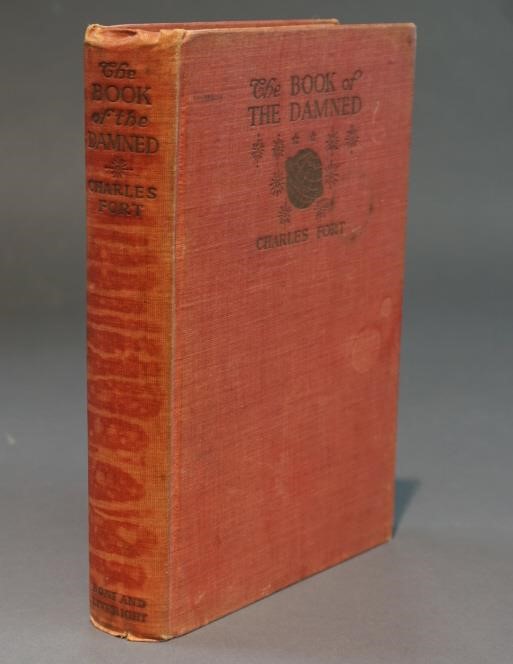 The
BOOK
of the
DAMNED
CHARLES
FORT
BONI AND
LIVERIGHT
The BOOK of
THE DAMNED
CHARLES FORT